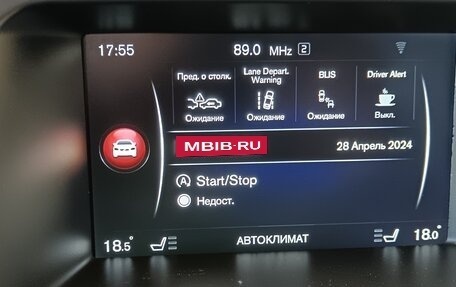 17:55 89.0 MHz 2
Пред. о столк. Lane Depart. Warning BLIS Driver Alert
Ожидание Ожидание Ожидание Выкл.
MBIB-RU 28 Апрель 2024
Start/Stop
Недост.
18.5 АВТОКЛИМАТ 18.0